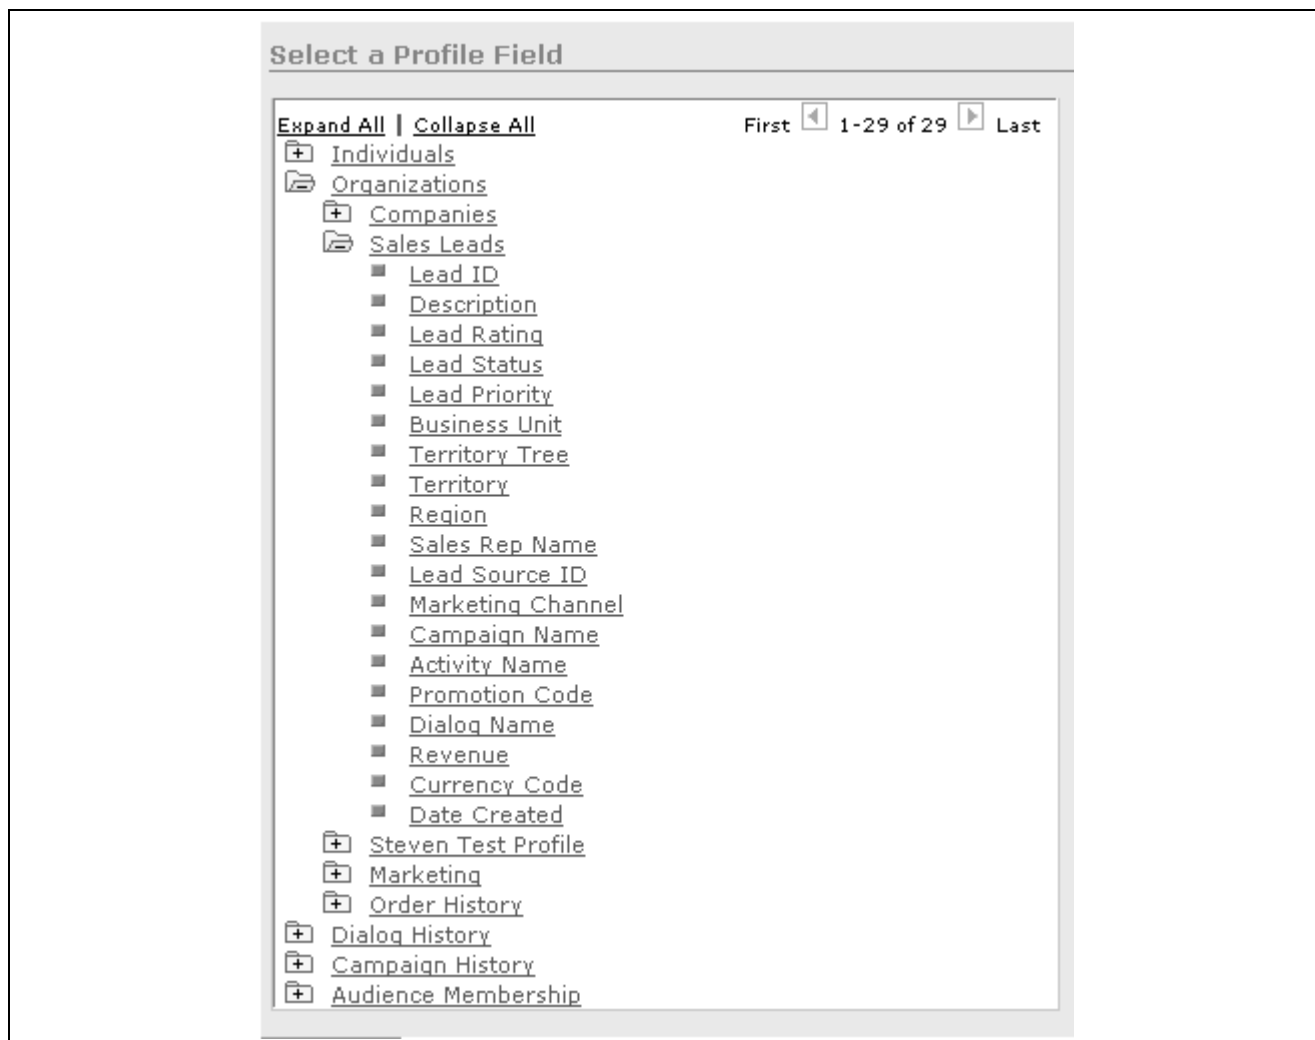 Select a Profile Field
Expand All | Collapse All First 1-29 of 29 Last
Individuals
Organizations
Companies
Sales Leads
Lead ID
Description
Lead Rating
Lead Status
Lead Priority
Business Unit
Territory Tree
Territory
Region
Sales Rep Name
Lead Source ID
Marketing Channel
Campaign Name
Activity Name
Promotion Code
Dialog Name
Revenue
Currency Code
Date Created
Steven Test Profile
Marketing
Order History
Dialog History
Campaign History
Audience Membership